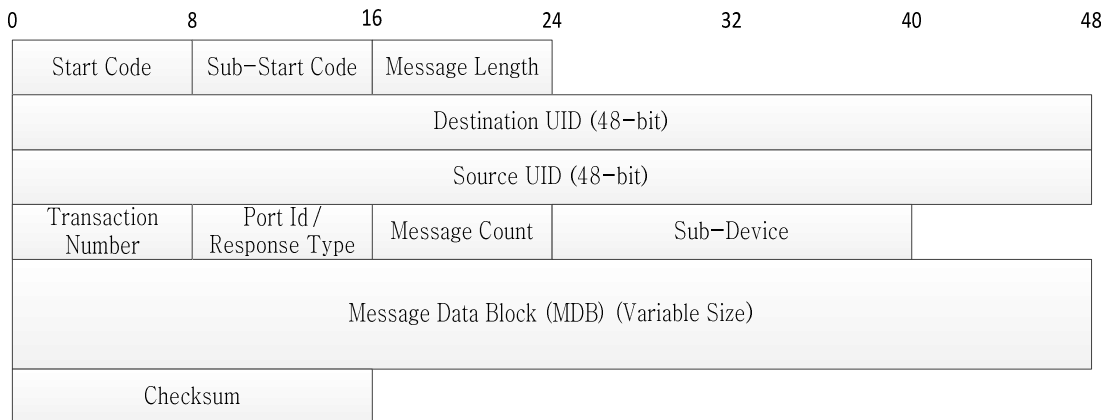 0 8 16 24 32 40 48
Start Code Sub-Start Code Message Length
Destination UID (48-bit)
Source UID (48-bit)
Transaction Number
Port Id / Response Type
Message Count
Sub-Device
Message Data Block (MDB) (Variable Size)
Checksum